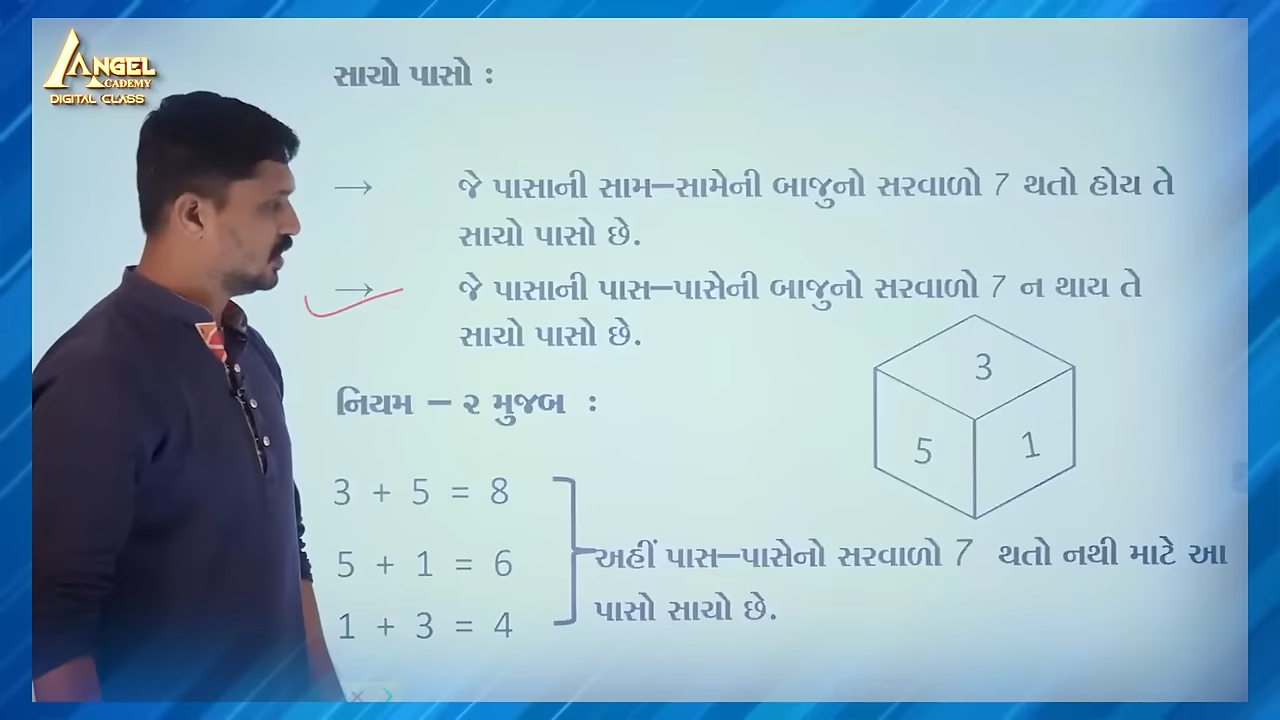 ANGEL
ACADEMY
DIGITAL CLASS
સાચો પાસો :
→ જે પાસાની સામ–સામેની બાજુનો સરવાળો 7 થતો હોય તે
સાચો પાસો છે.
→ જે પાસાની પાસ–પાસેની બાજુનો સરવાળો 7 ન થાય તે
સાચો પાસો છે.
3
5
1
નિયમ – ૨ મુજબ :
3 + 5 = 8
5 + 1 = 6
1 + 3 = 4
અહીં પાસ–પાસેનો સરવાળો 7 થતો નથી માટે આ
પાસો સાચો છે.